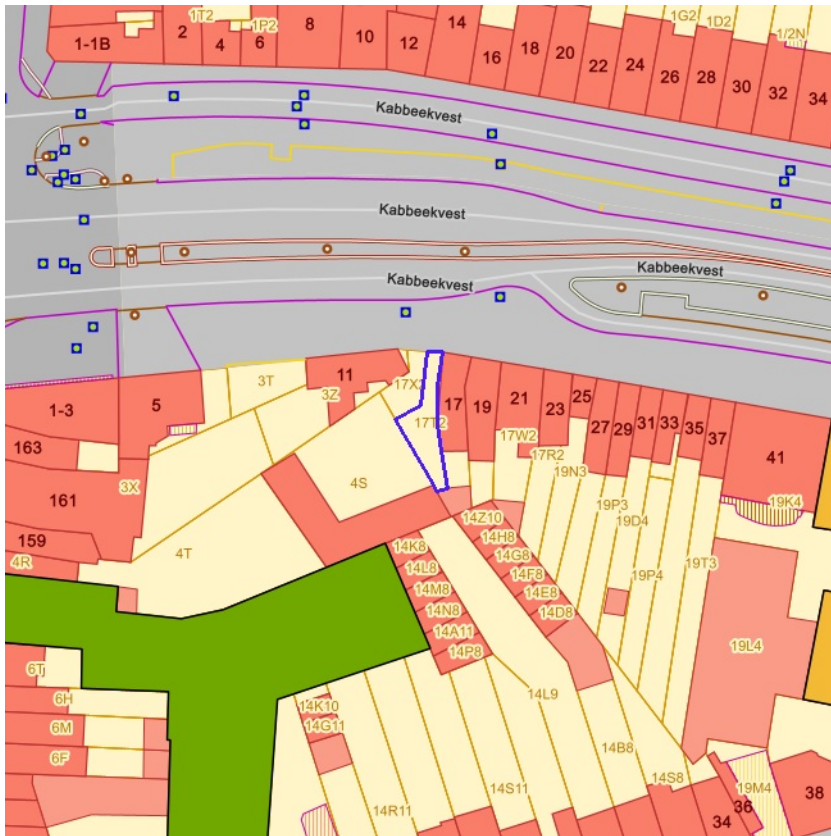 1T2
1P2
1G2
1D2
1/2N
1-1B
2
4
6
8
10
12
14
16
18
20
22
24
26
28
30
32
34
Kabbeekvest
Kabbeekvest
Kabbeekvest
Kabbeekvest
3T
11
17X
3Z
17T2
17
19
21
23
25
27
29
31
33
35
37
41
1-3
5
17W2
17R2
19N3
163
3X
161
4S
19P3
19D4
19K4
159
4R
4T
14Z10
14H8
14G8
14F8
14E8
14D8
14K8
14L8
14M8
14N8
14A11
14P8
19P4
19T3
19L4
6Tj
6H
6M
6F
14K10
14G11
14L9
14B8
14S8
14S11
14R11
19M4
34
36
38